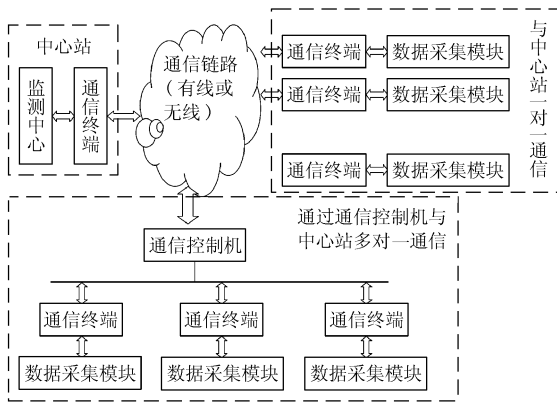 中心站
监测中心
通信终端
通信链路
（有线或
无线）
通信终端
数据采集模块
通信终端
数据采集模块
通信终端
数据采集模块
与中心站一对一通信
通过通信控制机与
中心站多对一通信
通信控制机
通信终端
通信终端
通信终端
数据采集模块
数据采集模块
数据采集模块